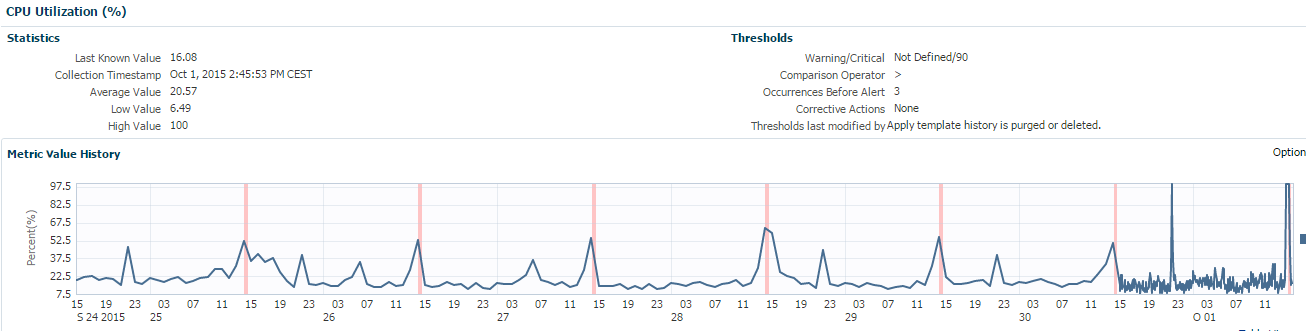 CPU Utilization (%)
Statistics
Last Known Value 16.08
Collection Timestamp Oct 1, 2015 2:45:53 PM CEST
Average Value 20.57
Low Value 6.49
High Value 100
Thresholds
Warning/Critical Not Defined/90
Comparison Operator >
Occurrences Before Alert 3
Corrective Actions None
Thresholds last modified by Apply template history is purged or deleted.
Metric Value History
Option
Percent(%)
97.5
82.5
67.5
52.5
37.5
22.5
7.5
15 19 23 03 07 11 15 19 23 03 07 11 15 19 23 03 07 11 15 19 23 03 07 11 15 19 23 03 07 11 15 19 23 03 07 11 15 19 23 03 07 11
S 24 2015 25 26 27 28 29 30 O 01